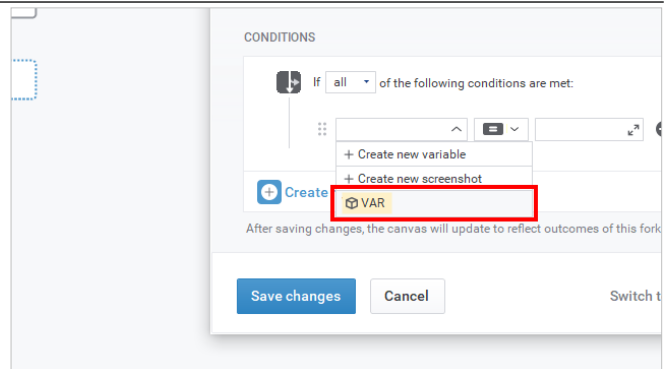 CONDITIONS
If all of the following conditions are met:
=
+ Create new variable
+ Create new screenshot
Create
VAR
After saving changes, the canvas will update to reflect outcomes of this fork
Save changes Cancel Switch t